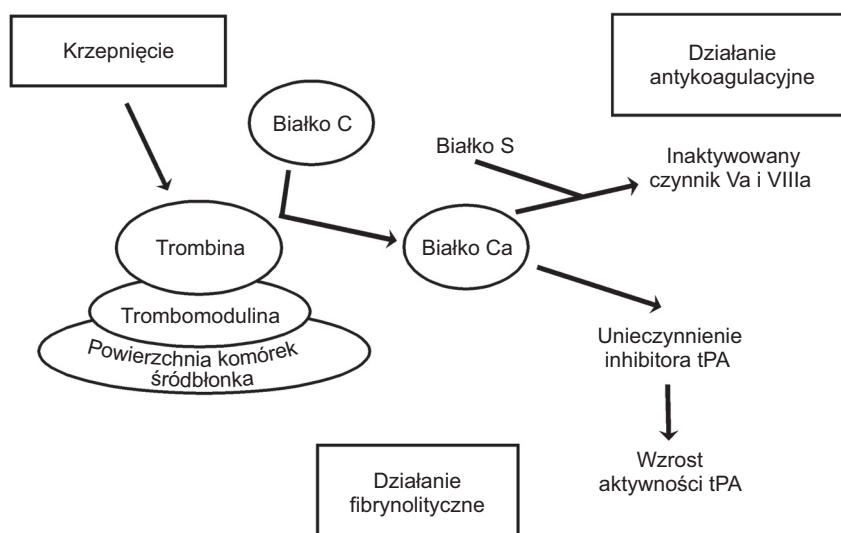 Krzepnięcie
Działanie
antykoagulacyjne
Białko C
Białko S
Inaktywowany
czynnik Va i VIIIa
Trombina
Białko Ca
Trombomodulina
Powierzchnia komórek
śródbłonka
Unieczynnienie
inhibitora tPA
Wzrost
aktywności tPA
Działanie
fibrynolityczne